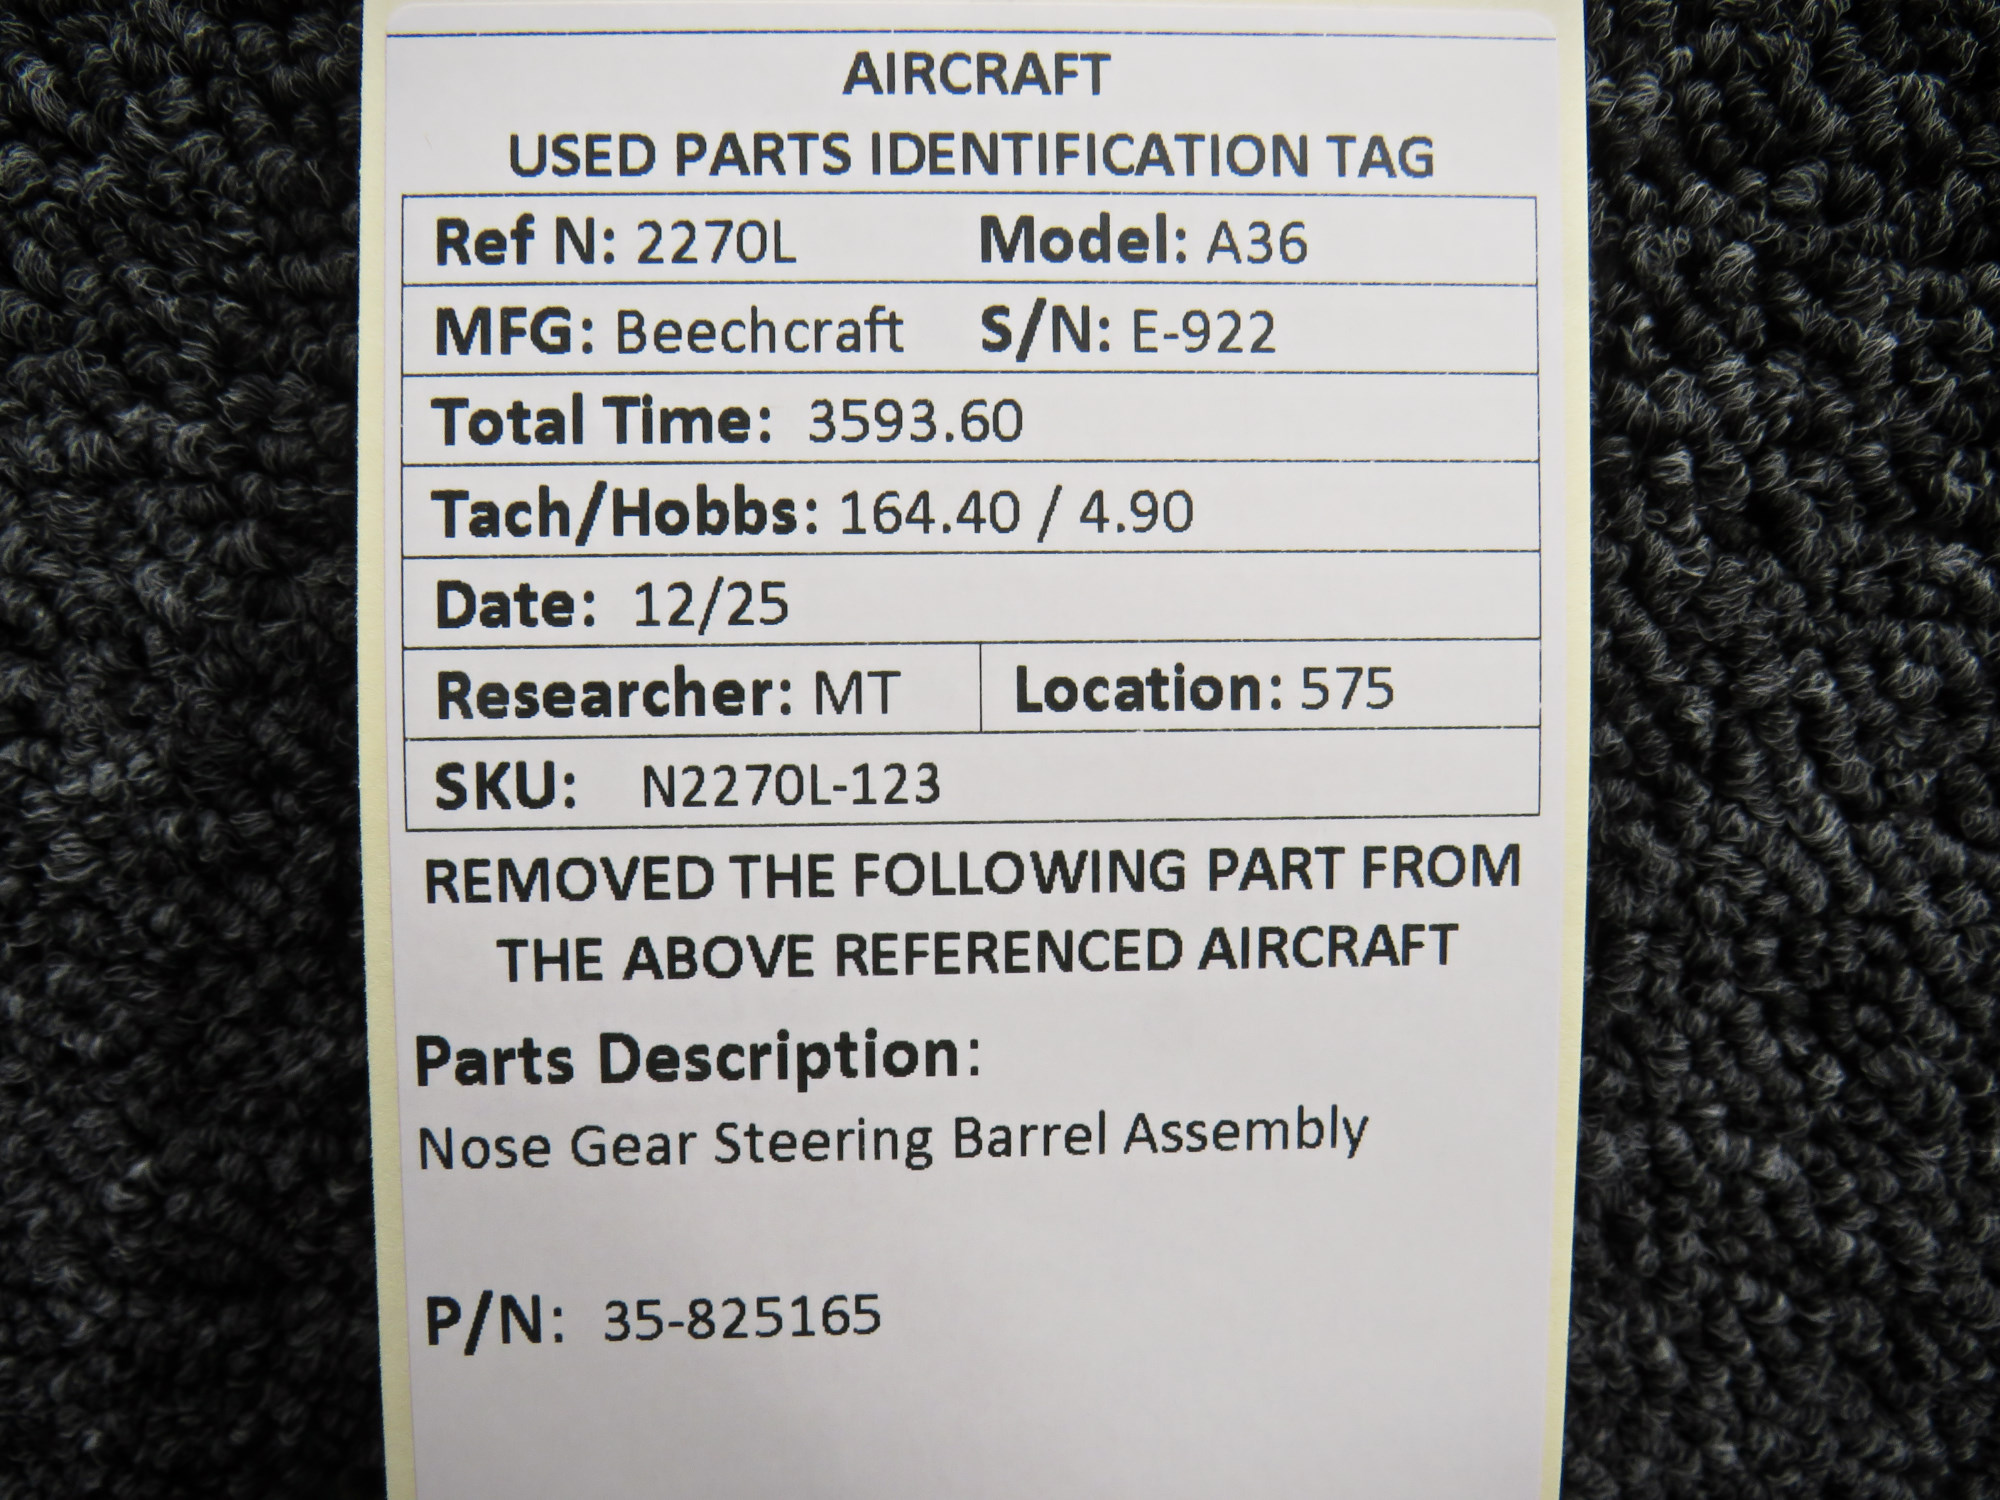 AIRCRAFT
USED PARTS IDENTIFICATION TAG
Ref N: 2270L Model: A36
MFG: Beechcraft S/N: E-922
Total Time: 3593.60
Tach/Hobbs: 164.40 / 4.90
Date: 12/25
Researcher: MT Location: 575
SKU: N2270L-123
REMOVED THE FOLLOWING PART FROM
THE ABOVE REFERENCED AIRCRAFT
Parts Description:
Nose Gear Steering Barrel Assembly
P/N: 35-825165